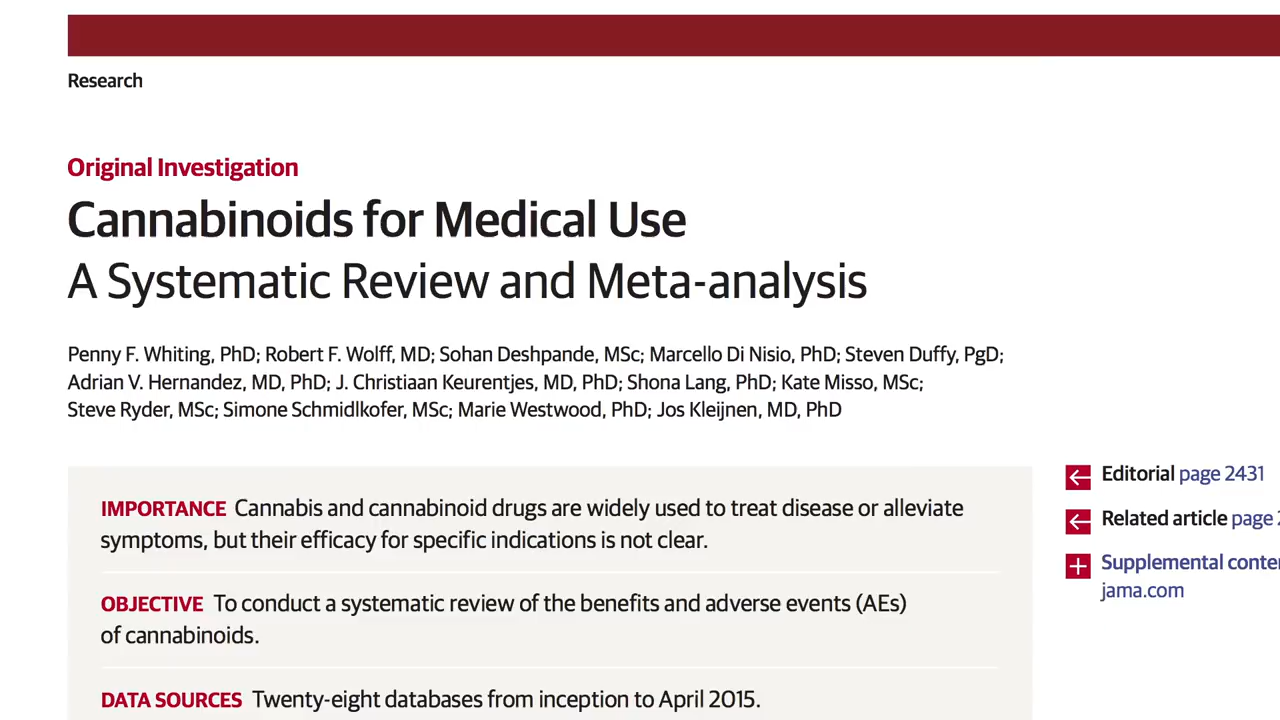 Research
Original Investigation
Cannabinoids for Medical Use
A Systematic Review and Meta-analysis
Penny F. Whiting, PhD; Robert F. Wolff, MD; Sohan Deshpande, MSc; Marcello Di Nisio, PhD; Steven Duffy, PgD;
Adrian V. Hernandez, MD, PhD; J. Christiaan Keurentjes, MD, PhD; Shona Lang, PhD; Kate Misso, MSc;
Steve Ryder, MSc; Simone Schmidlkofer, MSc; Marie Westwood, PhD; Jos Kleijnen, MD, PhD
IMPORTANCE Cannabis and cannabinoid drugs are widely used to treat disease or alleviate
symptoms, but their efficacy for specific indications is not clear.
OBJECTIVE To conduct a systematic review of the benefits and adverse events (AEs)
of cannabinoids.
DATA SOURCES Twenty-eight databases from inception to April 2015.
Editorial page 2431
Related article page
Supplemental
jama.com